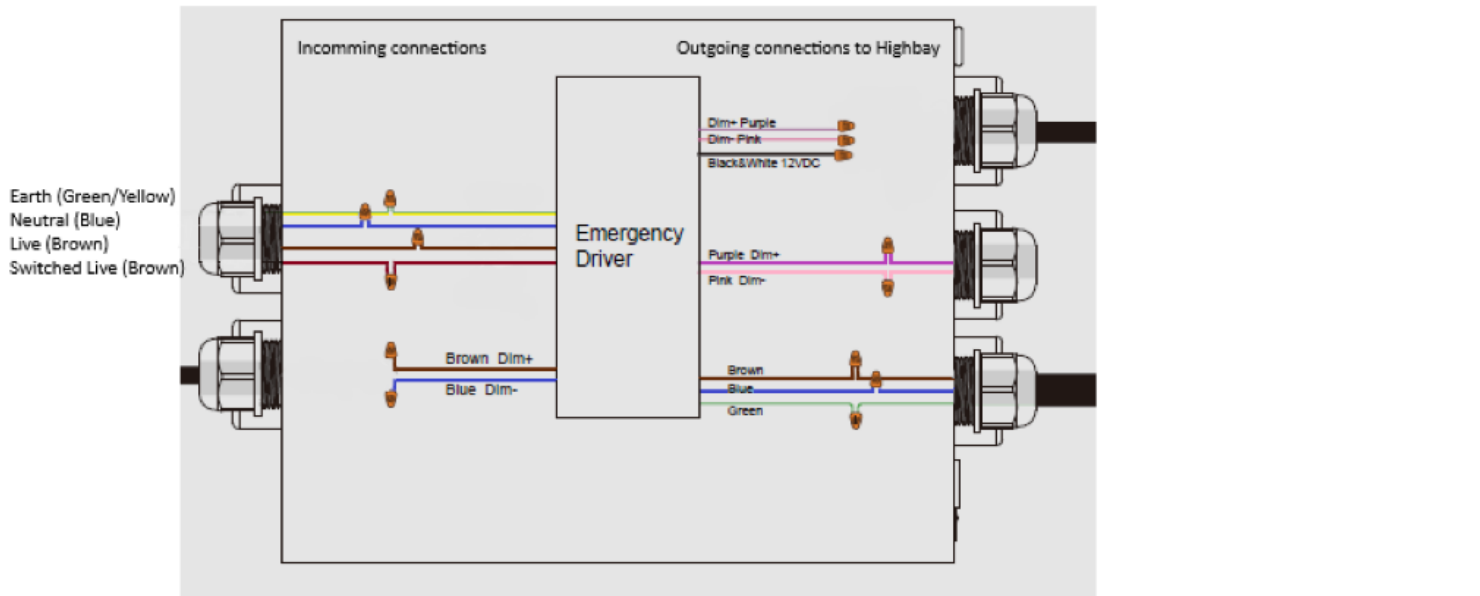 Incomming connections
Outgoing connections to Highbay
Dim+ Purple
Dim- Pink
Black&White 12VDC
Earth (Green/Yellow)
Neutral (Blue)
Live (Brown)
Switched Live (Brown)
Emergency
Driver
Purple Dim+
Pink Dim-
Brown Dim+
Blue Dim-
Brown
Blue
Green